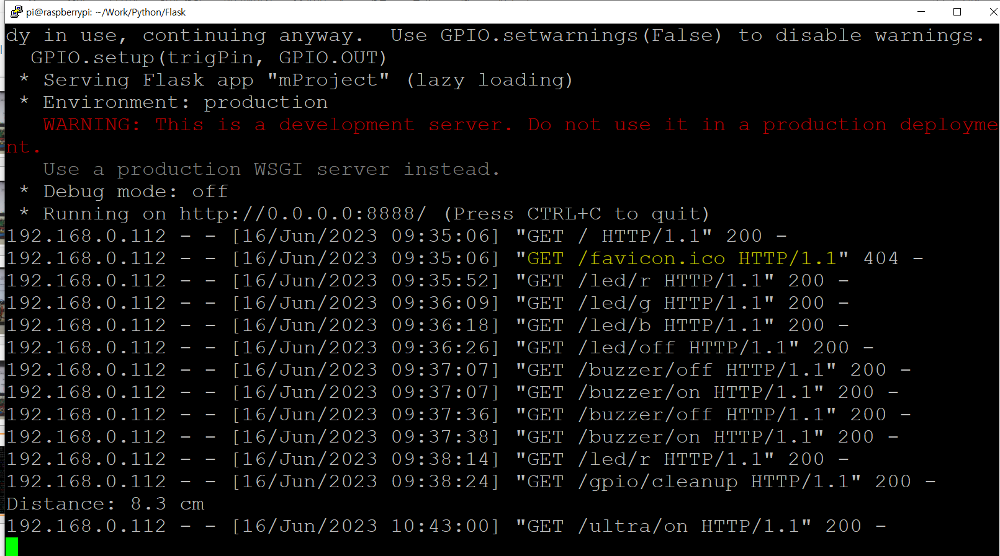 pi@raspberrypi: ~/Work/Python/Flask
dy in use, continuing anyway.  Use GPIO.setwarnings(False) to disable warnings.
  GPIO.setup(trigPin, GPIO.OUT)
 * Serving Flask app "mProject" (lazy loading)
 * Environment: production
   WARNING: This is a development server. Do not use it in a production deployme
nt.
   Use a production WSGI server instead.
 * Debug mode: off
 * Running on http://0.0.0.0:8888/ (Press CTRL+C to quit)
192.168.0.112 - - [16/Jun/2023 09:35:06] "GET / HTTP/1.1" 200 -
192.168.0.112 - - [16/Jun/2023 09:35:06] "GET /favicon.ico HTTP/1.1" 404 -
192.168.0.112 - - [16/Jun/2023 09:35:52] "GET /led/r HTTP/1.1" 200 -
192.168.0.112 - - [16/Jun/2023 09:36:09] "GET /led/g HTTP/1.1" 200 -
192.168.0.112 - - [16/Jun/2023 09:36:18] "GET /led/b HTTP/1.1" 200 -
192.168.0.112 - - [16/Jun/2023 09:36:26] "GET /led/off HTTP/1.1" 200 -
192.168.0.112 - - [16/Jun/2023 09:37:07] "GET /buzzer/off HTTP/1.1" 200 -
192.168.0.112 - - [16/Jun/2023 09:37:07] "GET /buzzer/on HTTP/1.1" 200 -
192.168.0.112 - - [16/Jun/2023 09:37:36] "GET /buzzer/off HTTP/1.1" 200 -
192.168.0.112 - - [16/Jun/2023 09:37:38] "GET /buzzer/on HTTP/1.1" 200 -
192.168.0.112 - - [16/Jun/2023 09:38:14] "GET /led/r HTTP/1.1" 200 -
192.168.0.112 - - [16/Jun/2023 09:38:24] "GET /gpio/cleanup HTTP/1.1" 200 -
Distance: 8.3 cm
192.168.0.112 - - [16/Jun/2023 10:43:00] "GET /ultra/on HTTP/1.1" 200 -